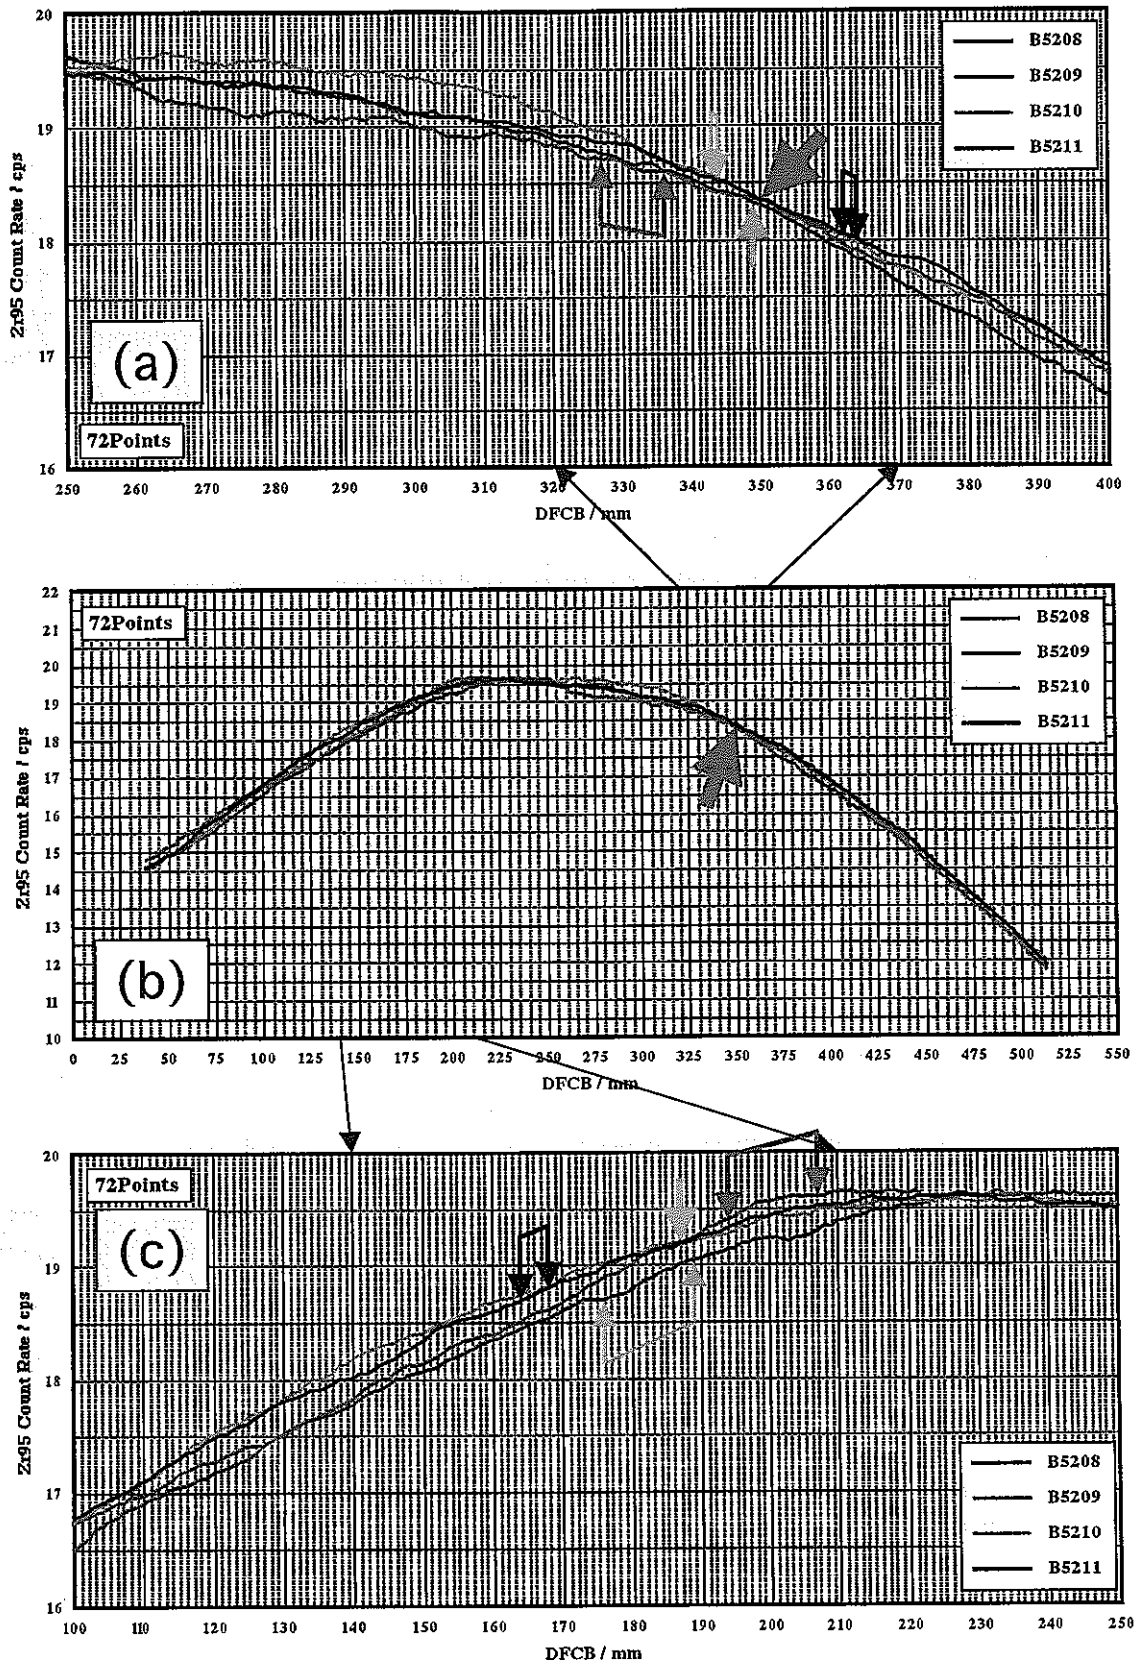 20
19
18
17
16
Zr95 Count Rate / cps
B5208
B5209
B5210
B5211
(a)
72Points
250 260 270 280 290 300 310 320 330 340 350 360 370 380 390 400
DFCB / mm
22
21
20
19
18
17
16
15
14
13
12
11
10
Zr95 Count Rate / cps
72Points
B5208
B5209
B5210
B5211
(b)
0 25 50 75 100 125 150 175 200 225 250 275 300 325 350 375 400 425 450 475 500 525 550
DFCB / mm
20
19
18
17
16
Zr95 Count Rate / cps
72Points
(c)
B5208
B5209
B5210
B5211
100 110 120 130 140 150 160 170 180 190 200 210 220 230 240 250
DFCB / mm